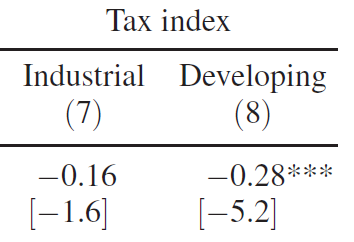 Tax index
Industrial Developing
(7) (8)
−0.16 −0.28***
[−1.6] [−5.2]